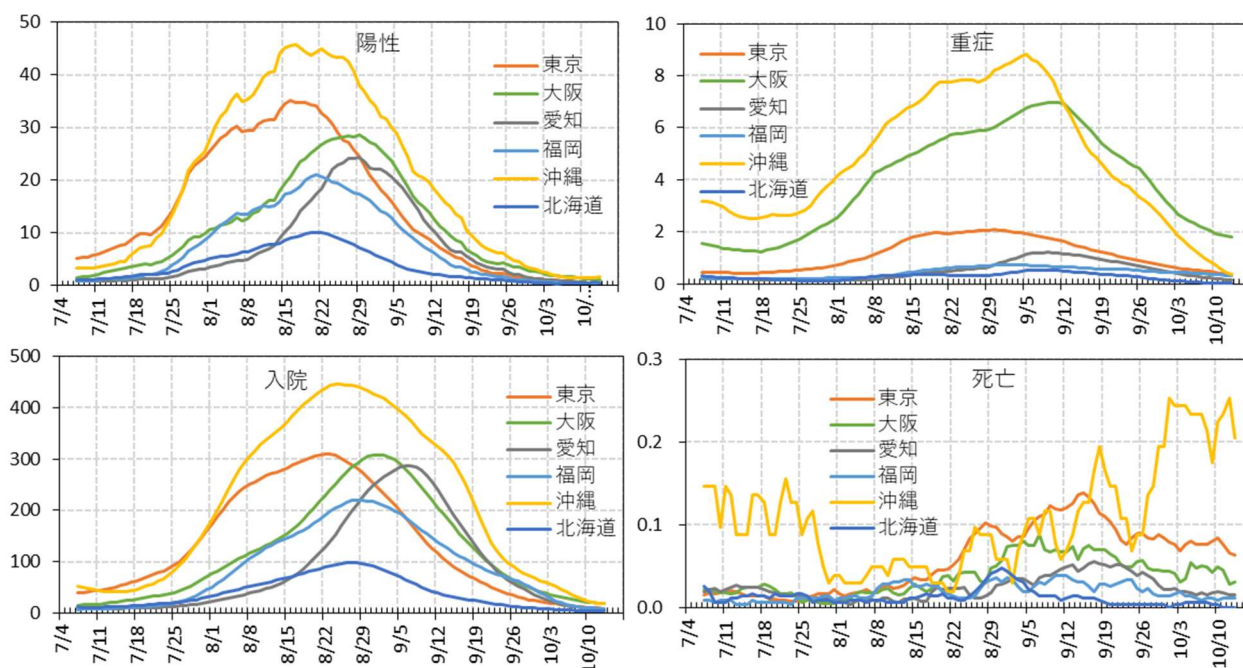 陽性
50
40
30
20
10
0
東京
大阪
愛知
福岡
沖縄
北海道
7/4
7/11
7/18
7/25
8/1
8/8
8/15
8/22
8/29
9/5
9/12
9/19
9/26
10/3
10/...
重症
10
8
6
4
2
0
東京
大阪
愛知
福岡
沖縄
北海道
7/4
7/11
7/18
7/25
8/1
8/8
8/15
8/22
8/29
9/5
9/12
9/19
9/26
10/3
10/10
入院
500
400
300
200
100
0
東京
大阪
愛知
福岡
沖縄
北海道
7/4
7/11
7/18
7/25
8/1
8/8
8/15
8/22
8/29
9/5
9/12
9/19
9/26
10/3
10/10
死亡
0.3
0.2
0.1
0.0
東京
大阪
愛知
福岡
沖縄
北海道
7/4
7/11
7/18
7/25
8/1
8/8
8/15
8/22
8/29
9/5
9/12
9/19
9/26
10/3
10/10